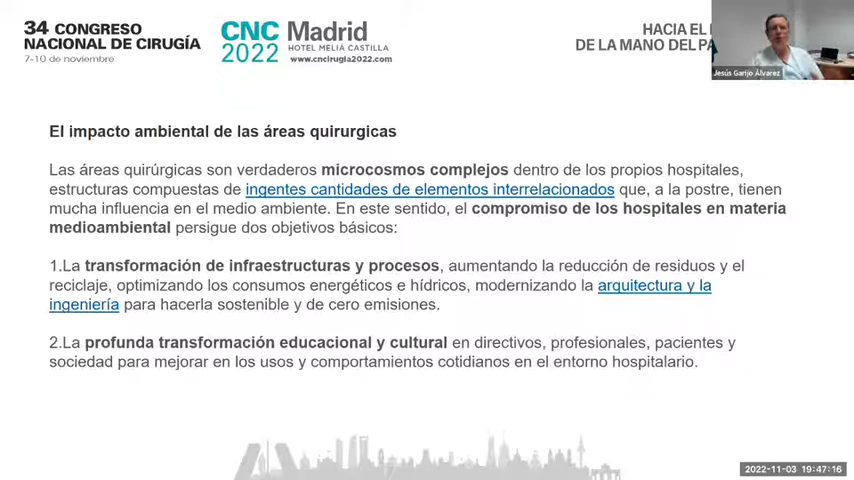 34 CONGRESO
NACIONAL DE CIRUGÍA
7-10 de noviembre
CNC
2022
Madrid
HOTEL MELIÁ CASTILLA
www.cncirugia2022.com
HACIA EL
DE LA MANO DEL
Jesús Garijo Álvarez
El impacto ambiental de las áreas quirurgicas
Las áreas quirúrgicas son verdaderos microcosmos complejos dentro de los propios hospitales,
estructuras compuestas de ingentes cantidades de elementos interrelacionados que, a la postre, tienen
mucha influencia en el medio ambiente. En este sentido, el compromiso de los hospitales en materia
medioambiental persigue dos objetivos básicos:
1.La transformación de infraestructuras y procesos, aumentando la reducción de residuos y el
reciclaje, optimizando los consumos energéticos e hídricos, modernizando la arquitectura y la
ingeniería para hacerla sostenible y de cero emisiones.
2.La profunda transformación educacional y cultural en directivos, profesionales, pacientes y
sociedad para mejorar en los usos y comportamientos cotidianos en el entorno hospitalario.
2022-11-03 19:47:16